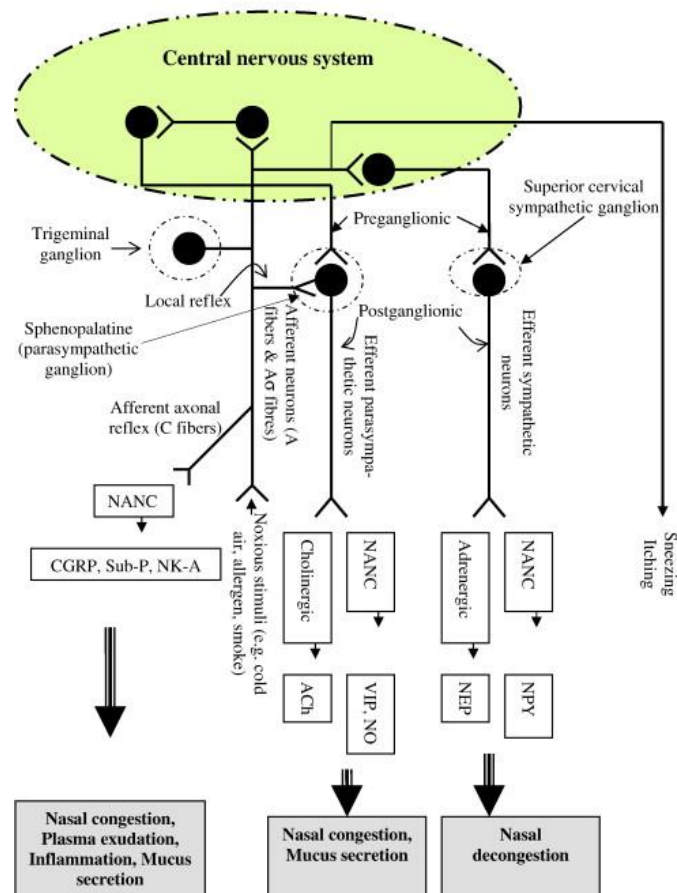 Central nervous system
Superior cervical
sympathetic ganglion
Preganglionic
Trigeminal
ganglion
Local reflex
Sphenopalatine
(parasympathetic
ganglion)
Postganglionic
Afferent neurons (A
fibers & Aσ fibres)
Efferent parasympa-
thetic neurons
Efferent sympathetic
neurons
Afferent axonal
reflex (C fibers)
NANC
CGRP, Sub-P, NK-A
Noxious stimuli (e.g. cold
air, allergen, smoke)
Cholinergic
NANC
Adrenergic
NANC
Sneezing
Itching
ACh
VIP, NO
NEP
NPY
Nasal congestion,
Plasma exudation,
Inflammation, Mucus
secretion
Nasal congestion,
Mucus secretion
Nasal
decongestion